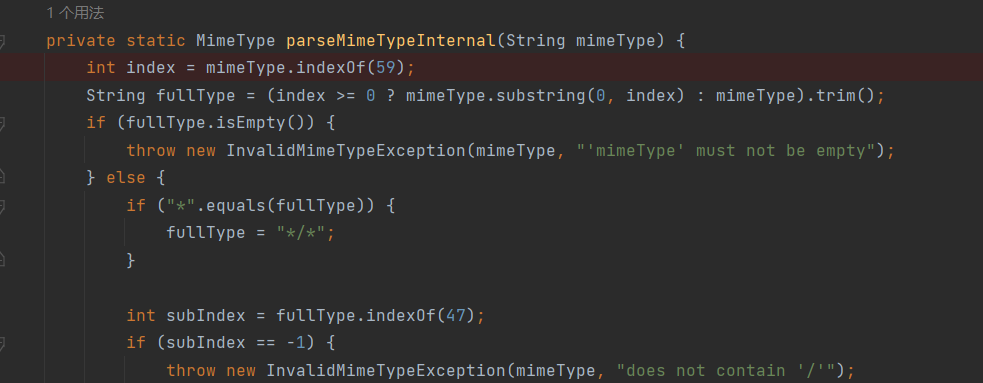 1 个用法
private static MimeType parseMimeTypeInternal(String mimeType) {
int index = mimeType.indexOf(59);
String fullType = (index >= 0 ? mimeType.substring(0, index) : mimeType).trim();
if (fullType.isEmpty()) {
throw new InvalidMimeTypeException(mimeType, "'mimeType' must not be empty");
} else {
if ("*".equals(fullType)) {
fullType = "*/*";
}
int subIndex = fullType.indexOf(47);
if (subIndex == -1) {
throw new InvalidMimeTypeException(mimeType, "does not contain '/'");